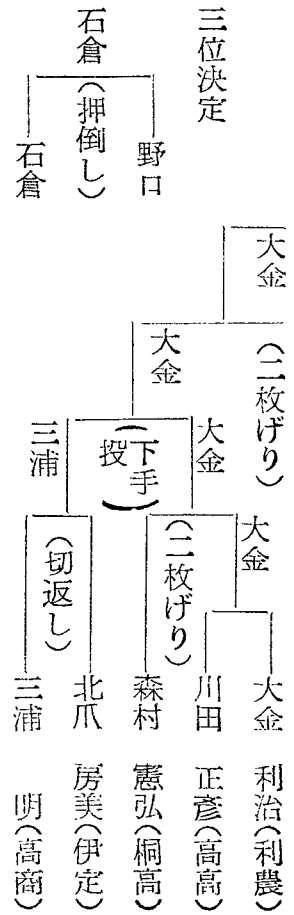 大金
(二枚げり)
大金
大金
(下手投)
三浦
大金
(二枚げり)
(切返し)
大金 利治(利農)
川田 正彦(高高)
森村 憲弘(桐高)
北爪 房美(伊定)
三浦 明(高商)
三位決定
石倉(押倒し)
野口
石倉